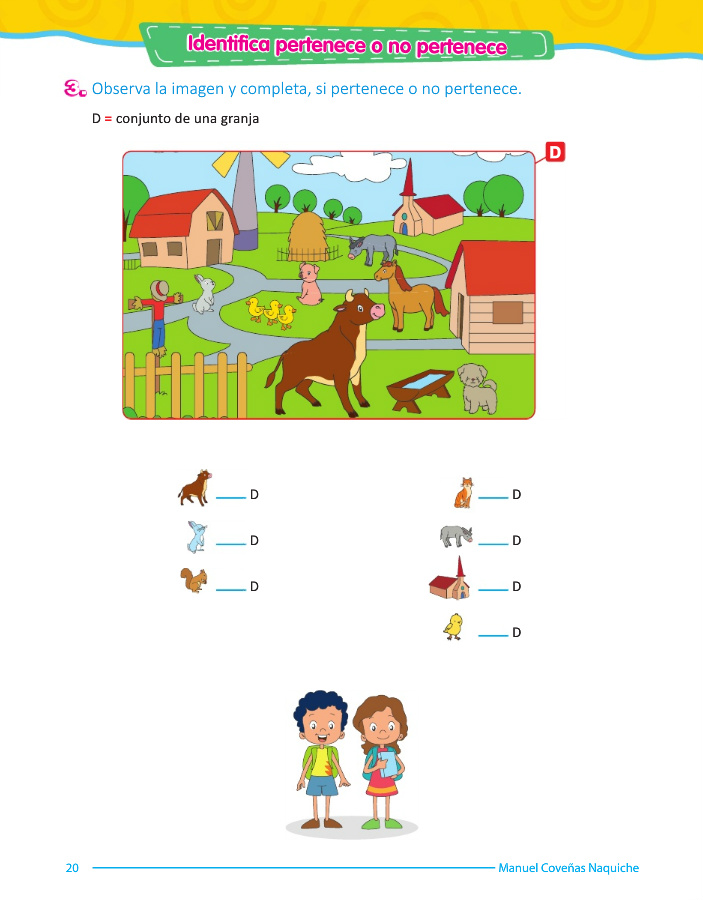 Identifica pertenece o no pertenece
3. Observa la imagen y completa, si pertenece o no pertenece.
D = conjunto de una granja
D
____ D
____ D
____ D
____ D
____ D
____ D
____ D
20
Manuel Coveñas Naquiche